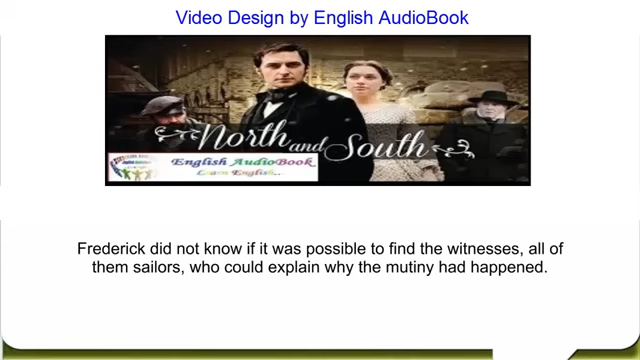 Video Design by English AudioBook
North and South
English AudioBook
Learn English...
Frederick did not know if it was possible to find the witnesses, all of
them sailors, who could explain why the mutiny had happened.